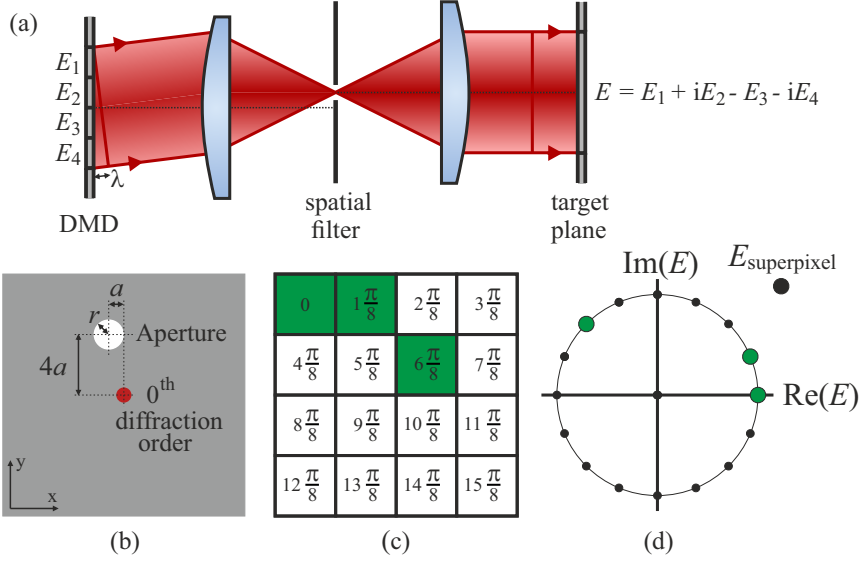 (a)
E₁
E₂
E₃
E₄
λ
DMD
spatial
filter
target
plane
E = E₁ + iE₂ - E₃ - iE₄
a
r
Aperture
4a
0ᵗʰ
diffraction
order
y
x
(b)
0 1π/8 2π/8 3π/8
4π/8 5π/8 6π/8 7π/8
8π/8 9π/8 10π/8 11π/8
12π/8 13π/8 14π/8 15π/8
(c)
Im(E)
E superpixel
Re(E)
(d)